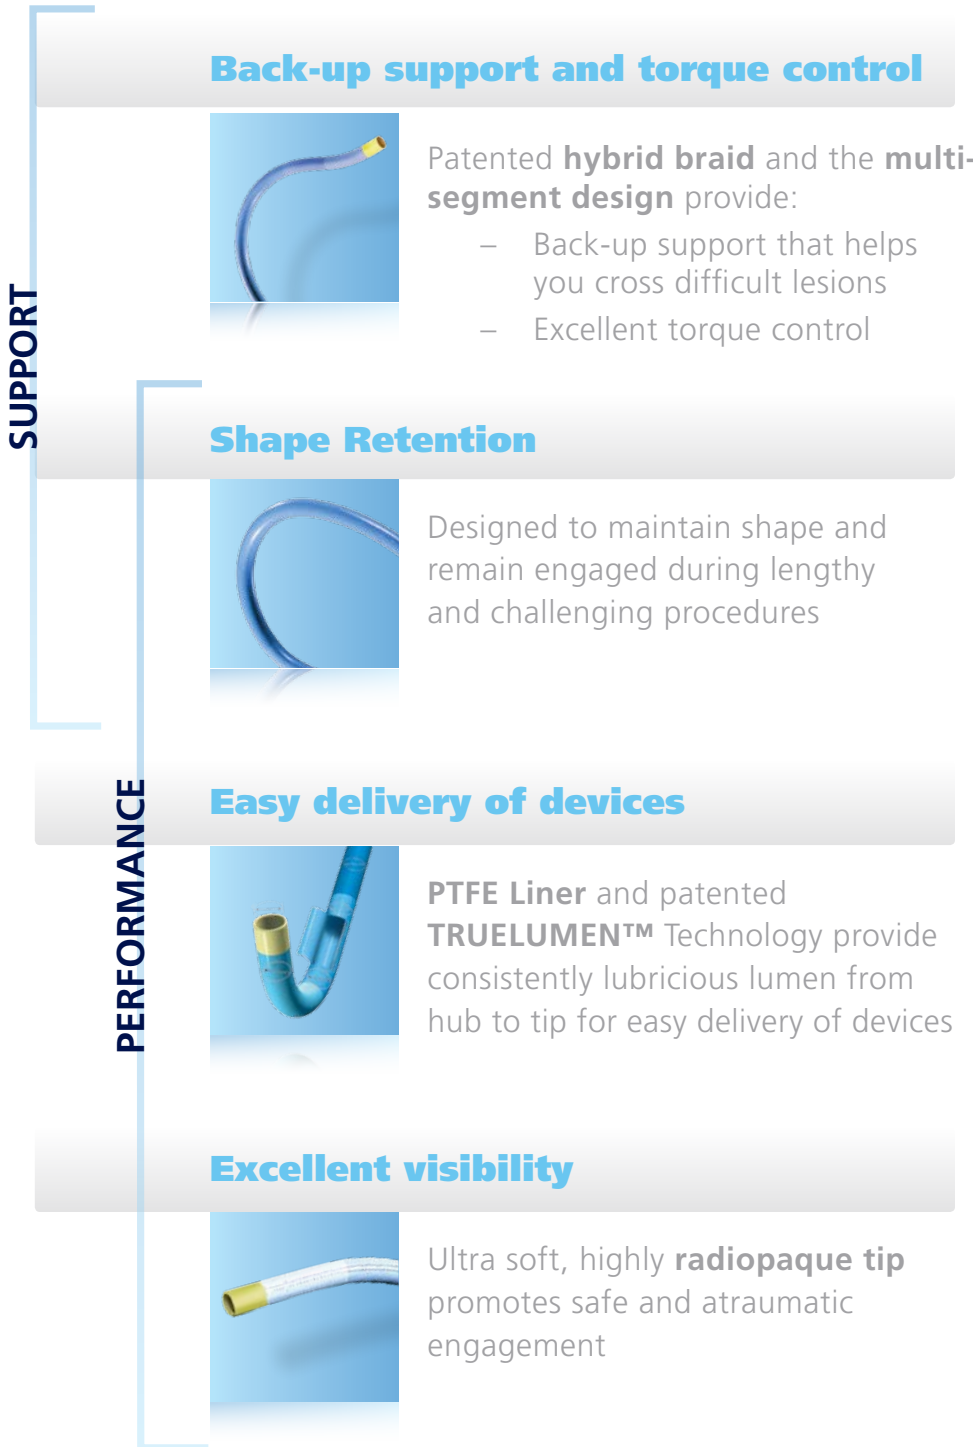 Back-up support and torque control
Patented hybrid braid and the multi-
segment design provide:
– Back-up support that helps
you cross difficult lesions
– Excellent torque control
SUPPORT
Shape Retention
Designed to maintain shape and
remain engaged during lengthy
and challenging procedures
PERFORMANCE
Easy delivery of devices
PTFE Liner and patented
TRUELUMEN™ Technology provide
consistently lubricious lumen from
hub to tip for easy delivery of devices
Excellent visibility
Ultra soft, highly radiopaque tip
promotes safe and atraumatic
engagement